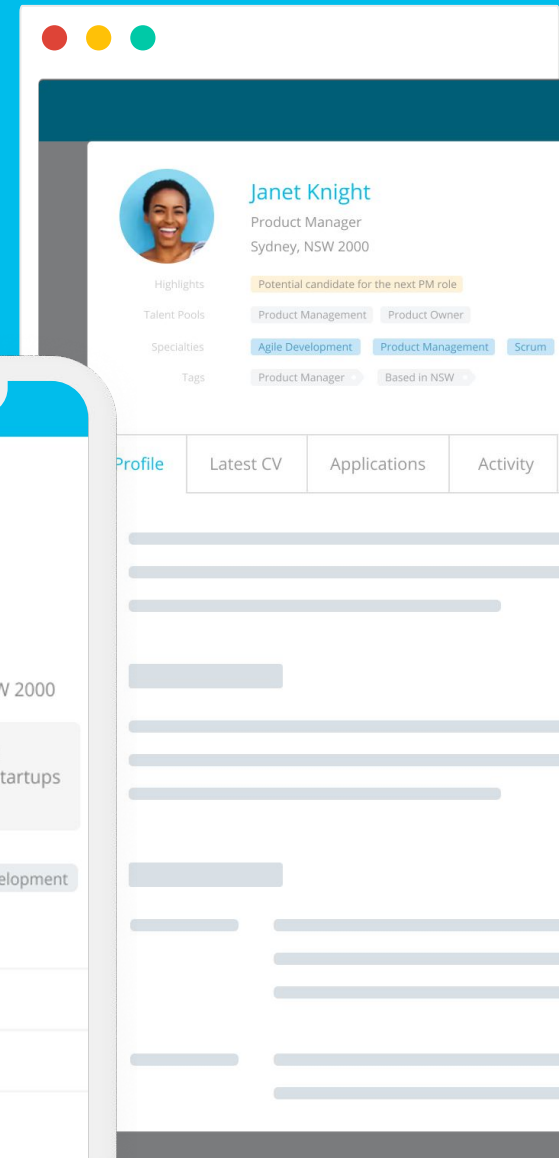 Janet Knight
Product Manager
Sydney, NSW 2000
Highlights Potential candidate for the next PM role
Talent Pools Product Management Product Owner
Specialties Agile Development Product Management Scrum
Tags Product Manager Based in NSW
Profile Latest CV Applications Activity
W 2000
tartups
elopment